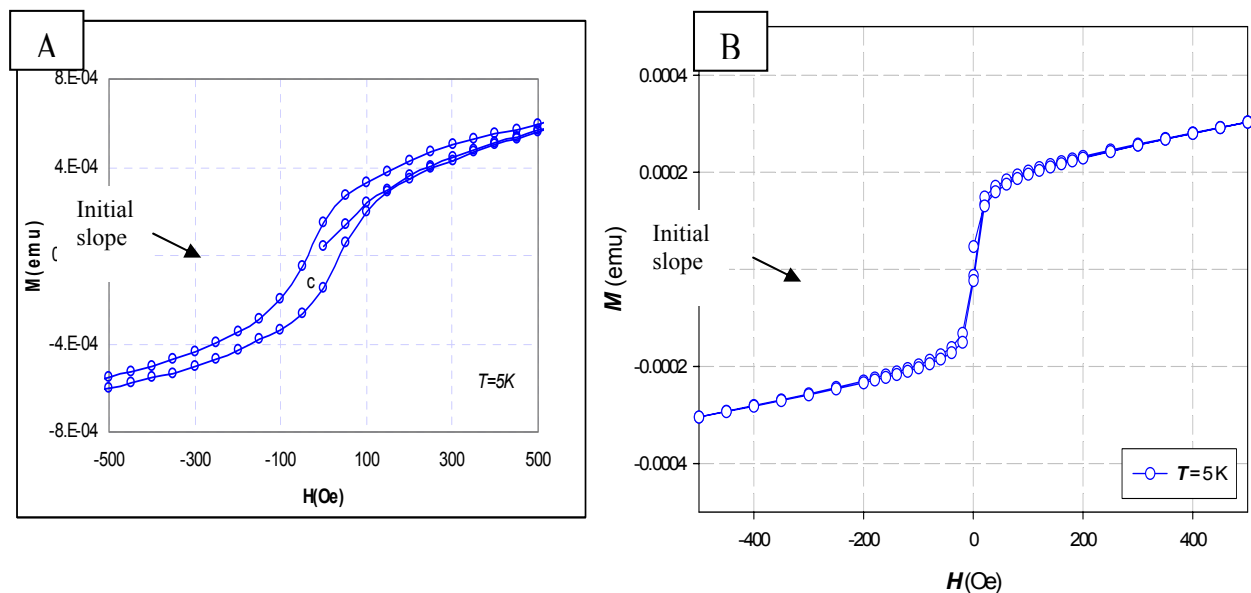 A
8.E-04
4.E-04
0
-4.E-04
-8.E-04
M(emu)
Initial
slope
c
T=5K
-500
-300
-100
100
300
500
H(Oe)
B
0.0004
0.0002
-0.0002
-0.0004
M (emu)
Initial
slope
T=5K
-400
-200
0
200
400
H(Oe)